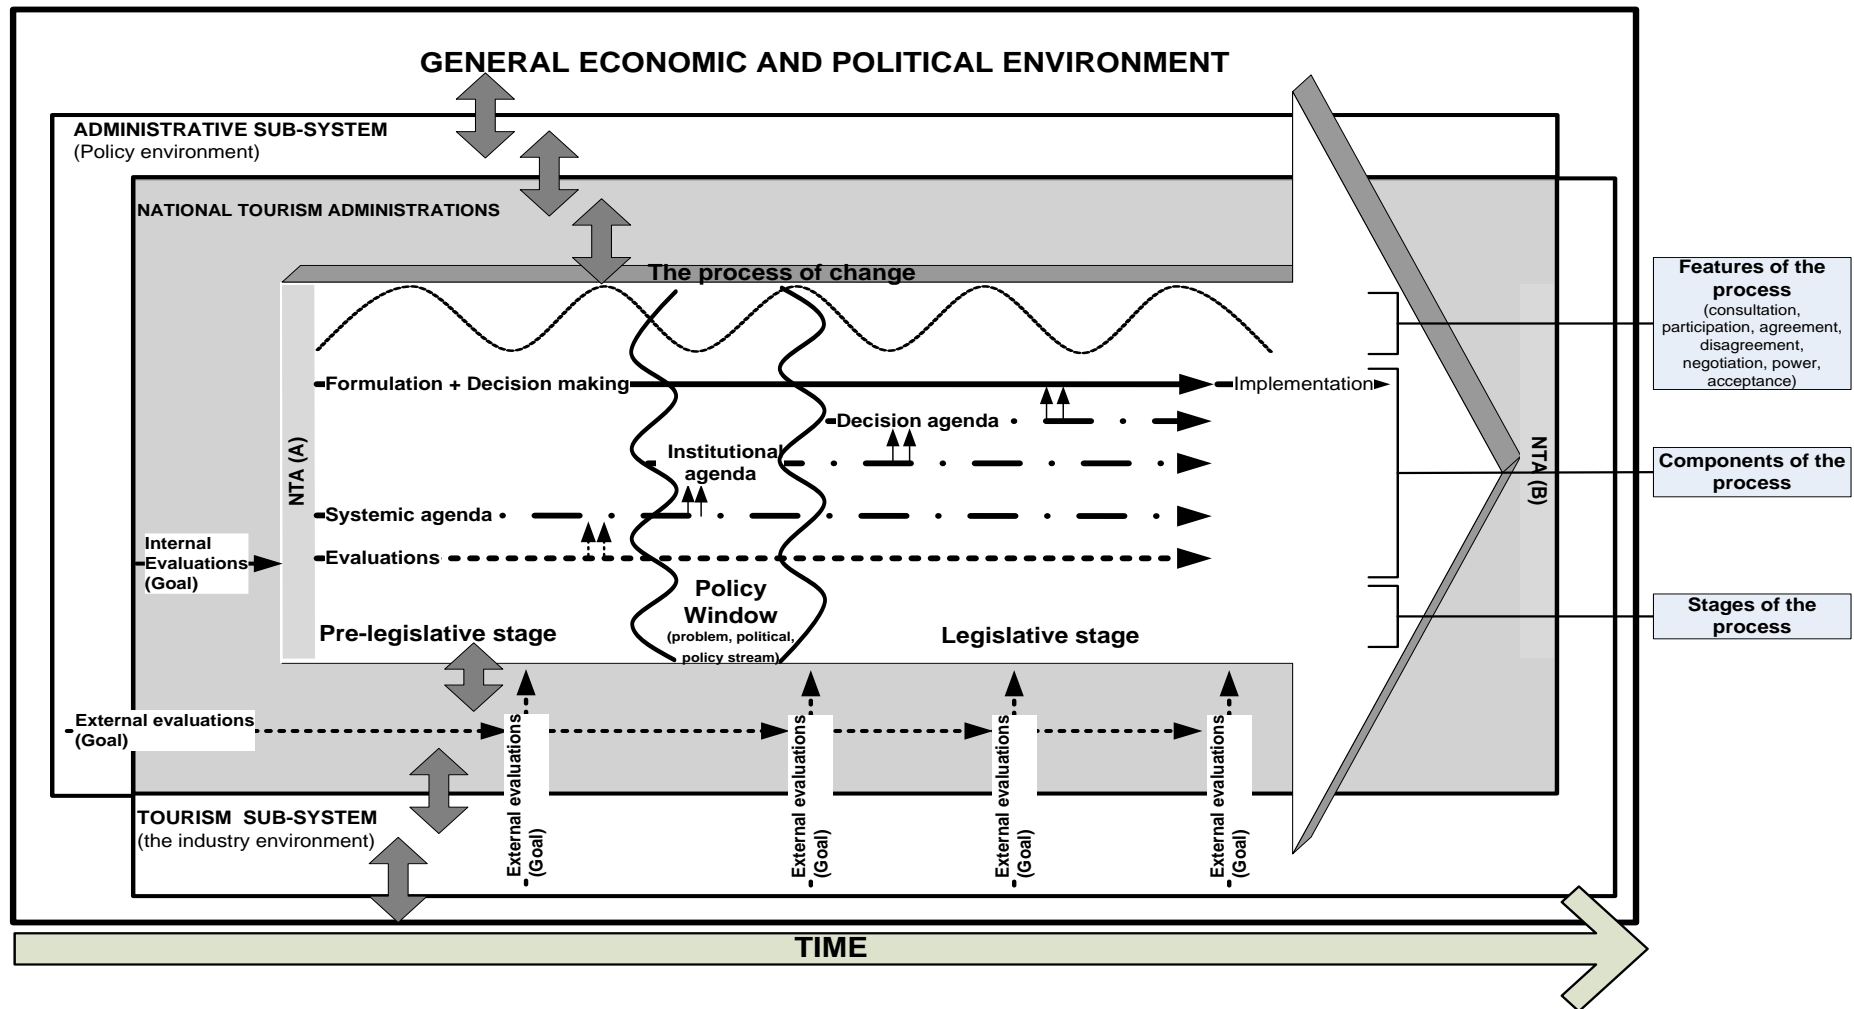 GENERAL ECONOMIC AND POLITICAL ENVIRONMENT
ADMINISTRATIVE SUB-SYSTEM
(Policy environment)
NATIONAL TOURISM ADMINISTRATIONS
The process of change
Features of the
process
(consultation,
participation, agreement,
disagreement,
negotiation, power,
acceptance)
Formulation + Decision making
Implementation
Decision agenda
Institutional
agenda
NTA (A)
NTA (B)
Components of the
process
Systemic agenda
Internal
Evaluations
(Goal)
Evaluations
Policy
Window
(problem, political,
policy stream)
Pre-legislative stage
Legislative stage
Stages of the
process
External evaluations
(Goal)
External evaluations
(Goal)
External evaluations
(Goal)
External evaluations
(Goal)
External evaluations
(Goal)
TOURISM SUB-SYSTEM
(the industry environment)
TIME